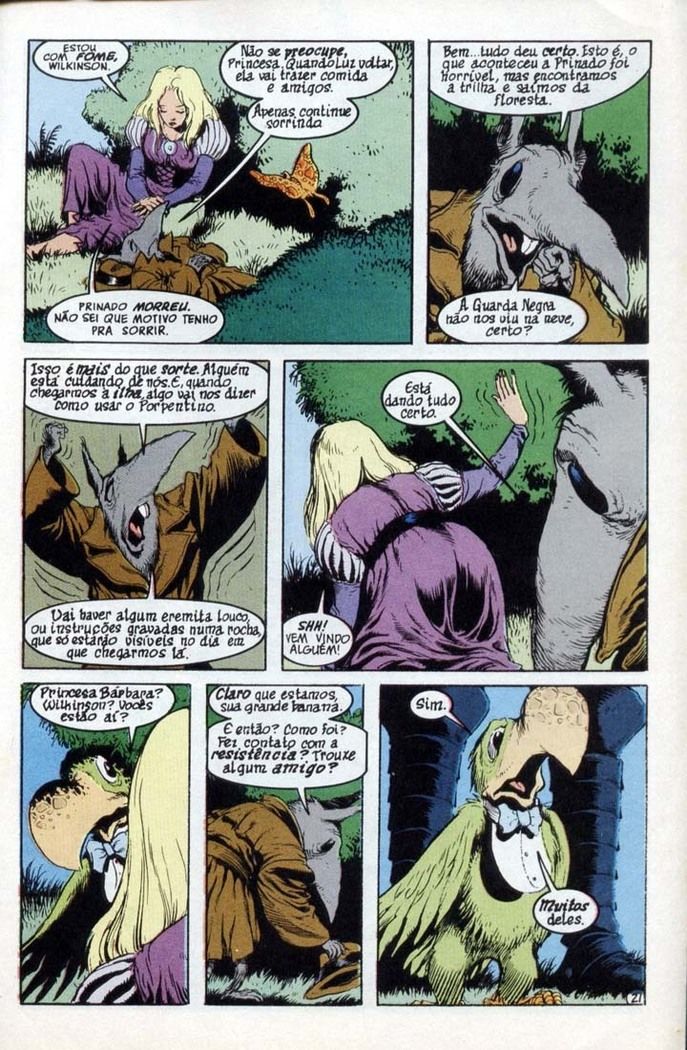 ESTOU
COM FOME,
WILKINSON.
Não se preocupe,
Princesa. Quando Luz voltar,
ela vai trazer comida
e amigos.
Apenas continue
sorrindo.
PRINADO MORREU.
NÃO SEI QUE MOTIVO TENHO
PRA SORRIR.
Bem...tudo deu certo. Isto é, o
que aconteceu a Prinado foi
horrível, mas encontramos
a trilha e saímos da
floresta.
A Guarda Negra
não nos viu na neve,
certo?
Isso é mais do que sorte. Alguém
está cuidando de nós. E, quando
chegarmos à ilha, algo vai nos dizer
como usar o Porpentino.
Vai haver algum eremita louco,
ou instruções gravadas numa rocha,
que só estarão visíveis no dia em
que chegarmos lá.
Está
dando tudo
certo.
SHH!
VEM VINDO
ALGUÉM!
Princesa Bárbara?
Wilkinson? Vocês
estão aí?
Claro que estamos,
sua grande banana.
E então? Como foi?
Fez contato com a
resistência? Trouxe
algum amigo?
Sim.
Muitos
deles.
21